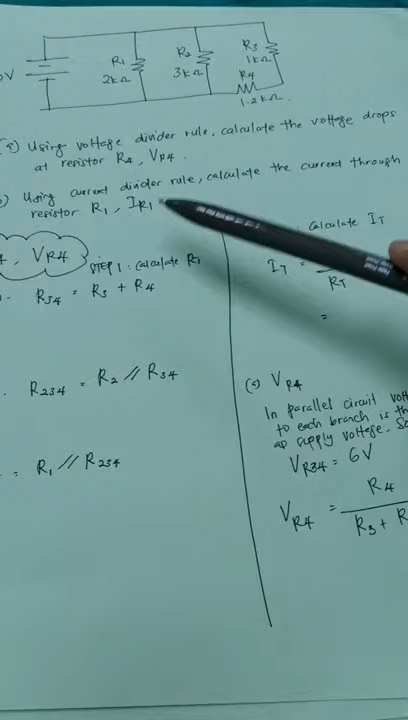 0V
R1
2kΩ
R2
3kΩ
R3
1kΩ
R4
1.2kΩ
(a) Using voltage divider rule, calculate the voltage drops
at resistor R4, VR4.
Using current divider rule, calculate the current through
resistor R1, IR1
, VR4
STEP 1: calculate RT
R34 = R3 + R4
R234 = R2 // R34
= R1 // R234
calculate IT
IT =
RT
=
VR4
In parallel circuit
to each branch is
as supply voltage.
VR34 = 6V
VR4 = R4
R3 + R